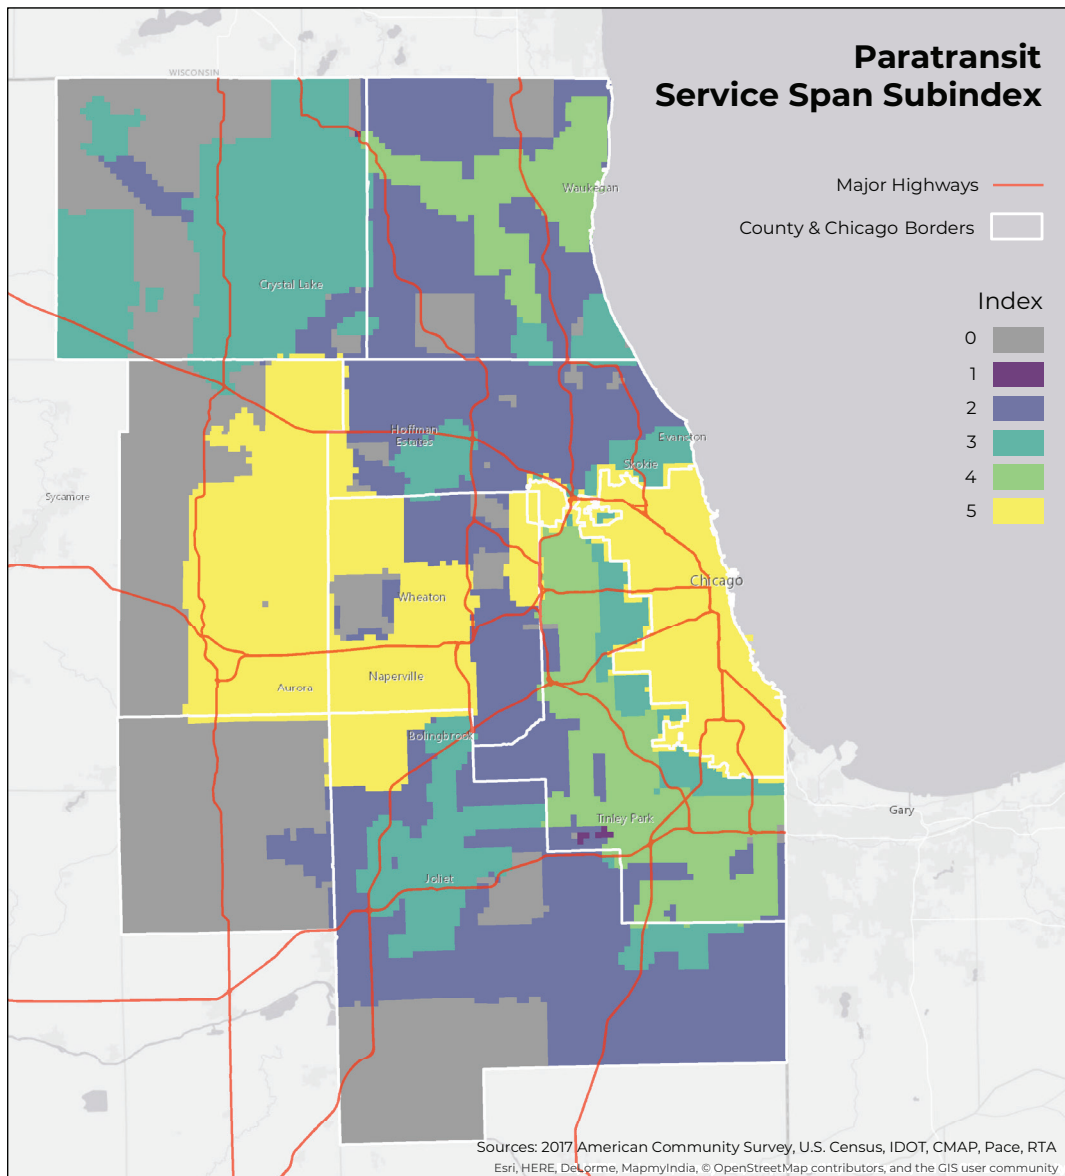 Paratransit
Service Span Subindex
WISCONSIN
Major Highways
County & Chicago Borders
Waukegan
Crystal Lake
Index
0
1
2
3
4
5
Hoffman
Estates
Evanston
Skokie
Sycamore
Chicago
Wheaton
Naperville
Aurora
Bolingbrook
Gary
Tinley Park
Joliet
Sources: 2017 American Community Survey, U.S. Census, IDOT, CMAP, Pace, RTA
Esri, HERE, DeLorme, MapmyIndia, © OpenStreetMap contributors, and the GIS user community